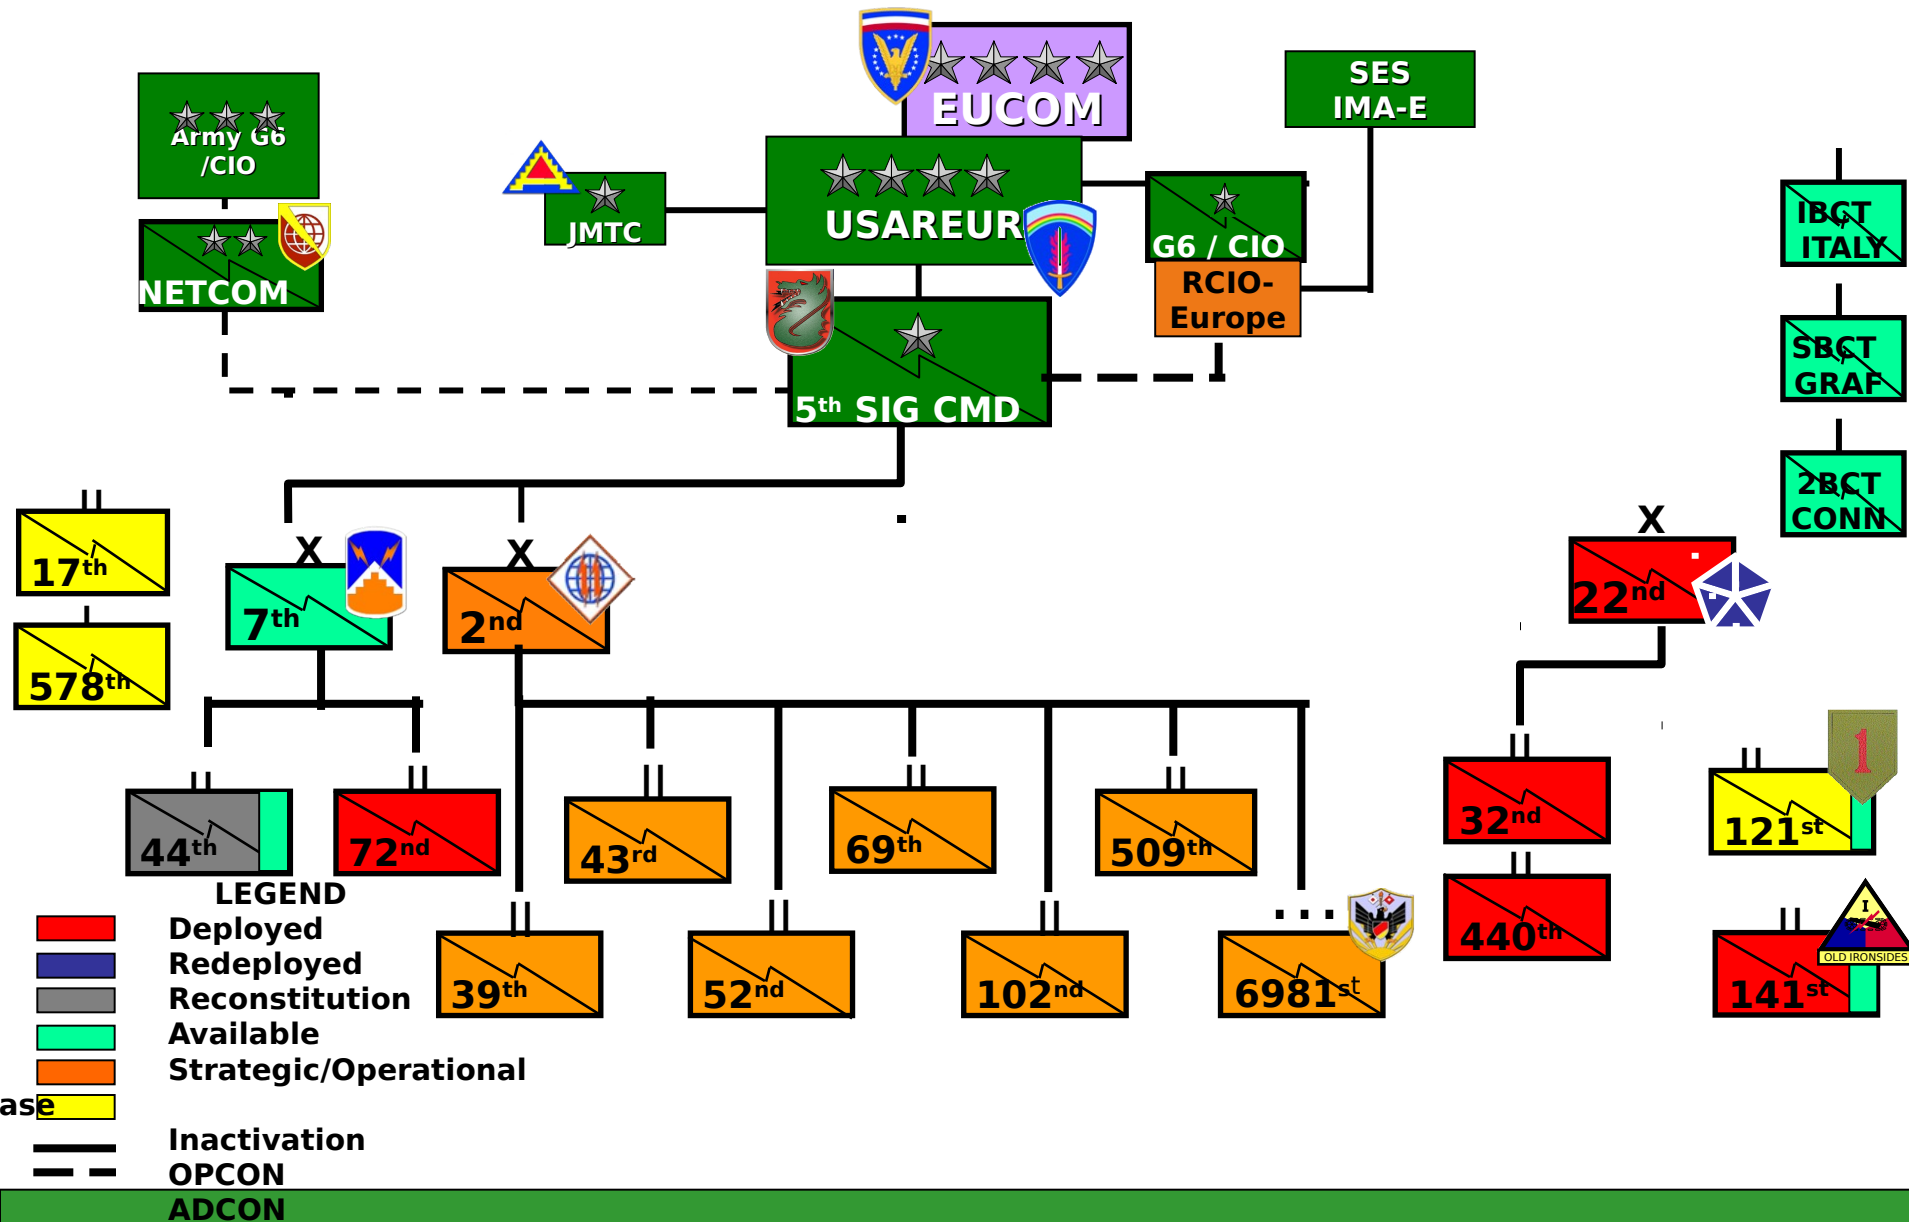 EUCOM
SES
IMA-E
Army G6
/CIO
JMTC
USAREUR
G6 / CIO
RCIO-
Europe
NETCOM
5th SIG CMD
IBCT
ITALY
SBCT
GRAF
2BCT
CONN
17th
578th
X
7th
X
2nd
X
22nd
44th
72nd
43rd
69th
509th
32nd
1
121st
39th
52nd
102nd
...
6981st
440th
I
OLD IRONSIDES
141st
LEGEND
Deployed
Redeployed
Reconstitution
Available
Strategic/Operational
ase
Inactivation
OPCON
ADCON